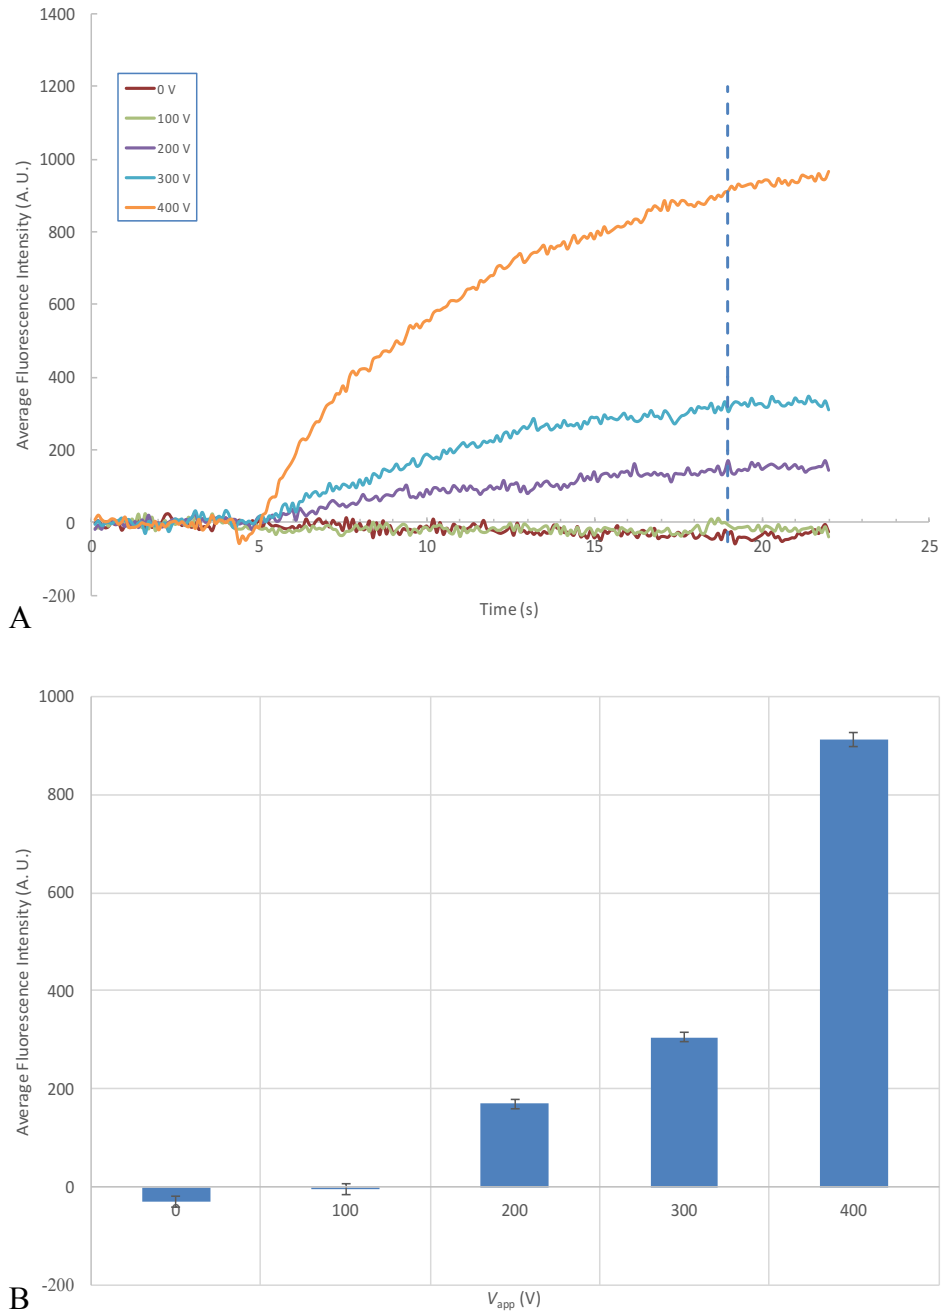 1400
1200
1000
800
600
400
200
0
-200
Average Fluorescence Intensity (A. U.)
0 V
100 V
200 V
300 V
400 V
0 5 10 15 20 25
Time (s)
A
1000
800
600
400
200
0
-200
Average Fluorescence Intensity (A. U.)
0 100 200 300 400
Vapp (V)
B